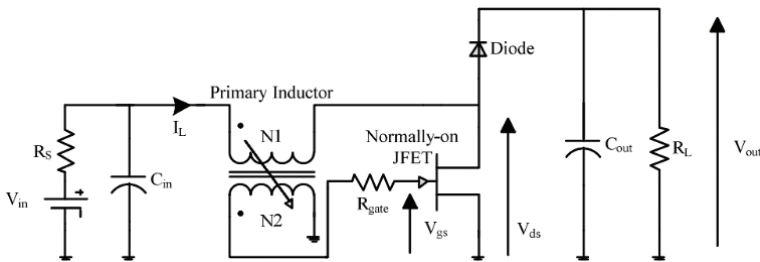 Diode
Primary Inductor
I_L
N1
Normally-on
JFET
R_S
C_in
C_out
R_L
V_out
V_in
N2
R_gate
V_gs
V_ds